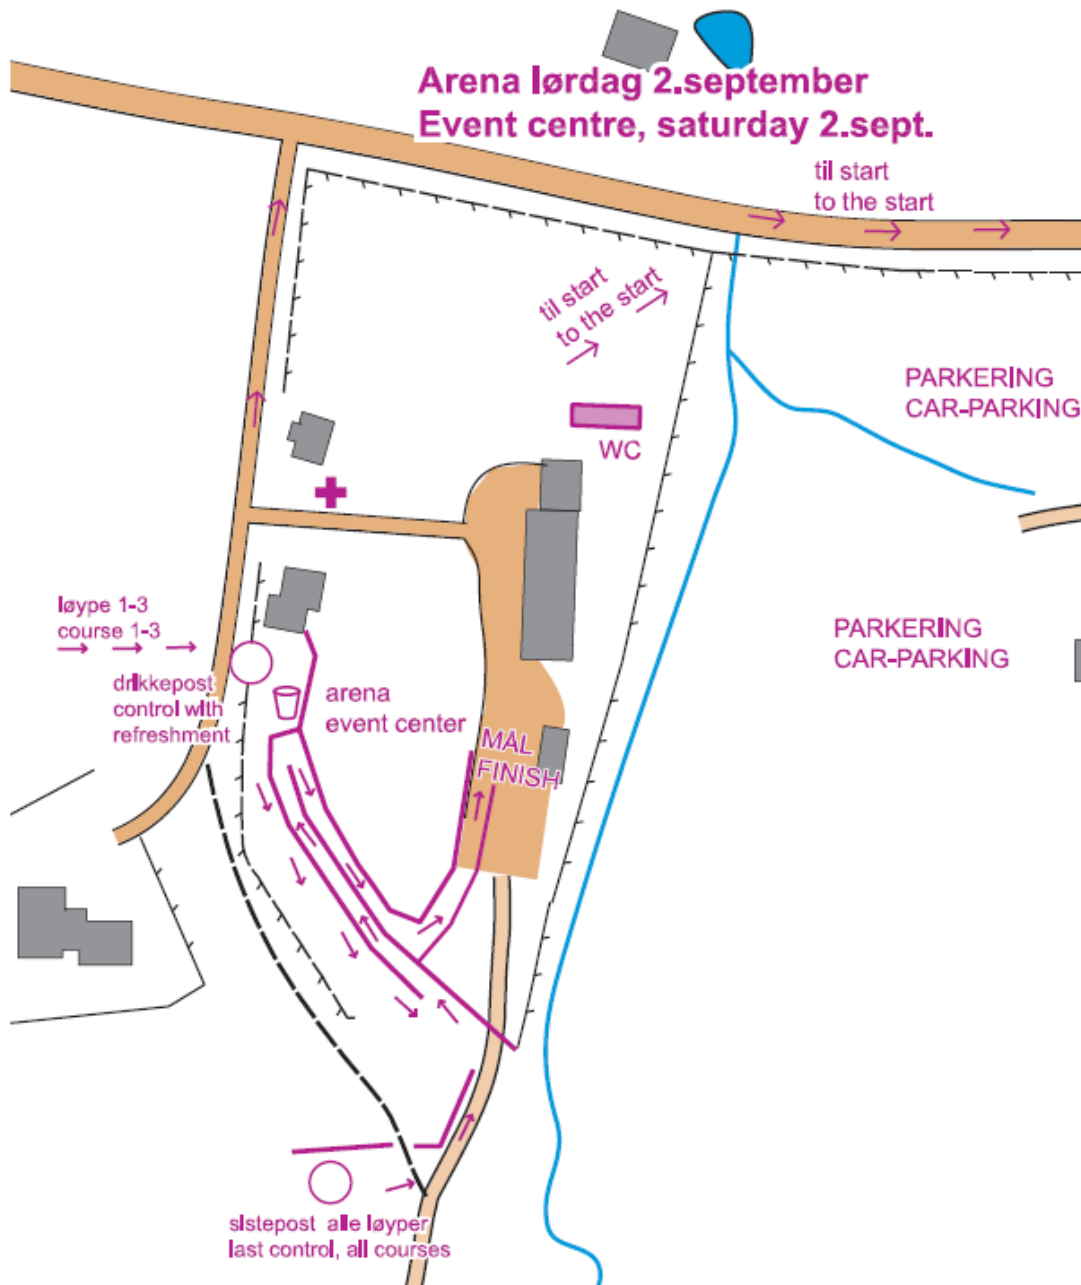 Arena lørdag 2.september
Event centre, saturday 2.sept.
til start
to the start
til start
to the start
PARKERING
CAR-PARKING
WC
løype 1-3
course 1-3
PARKERING
CAR-PARKING
drikkepost
control with
refreshment
arena
event center
MÅL
FINISH
sistepost alle løyper
last control, all courses